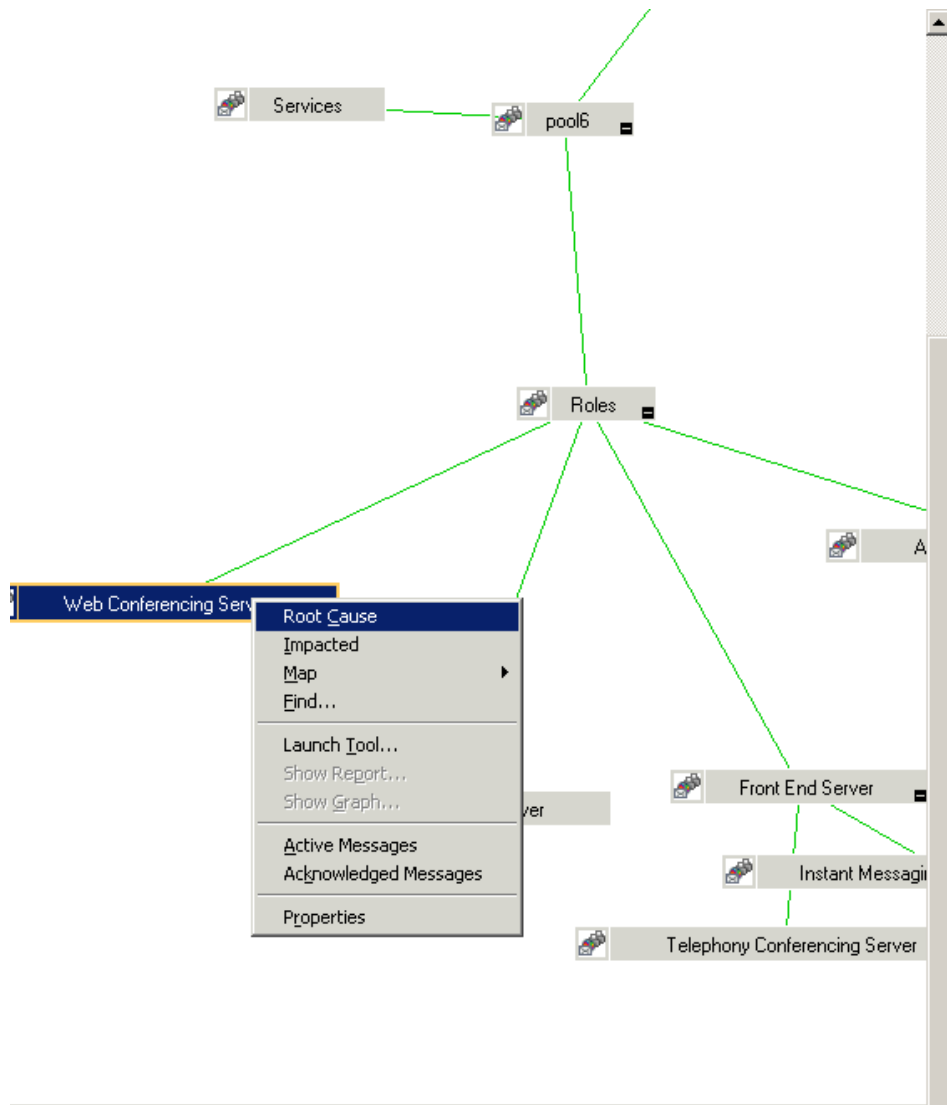 Services
pool6
Roles
A
Web Conferencing Serv
Root Cause
Impacted
Map
Find...
Launch Tool...
Show Report...
Show Graph...
Active Messages
Acknowledged Messages
Properties
ver
Front End Server
Instant Messagin
Telephony Conferencing Server